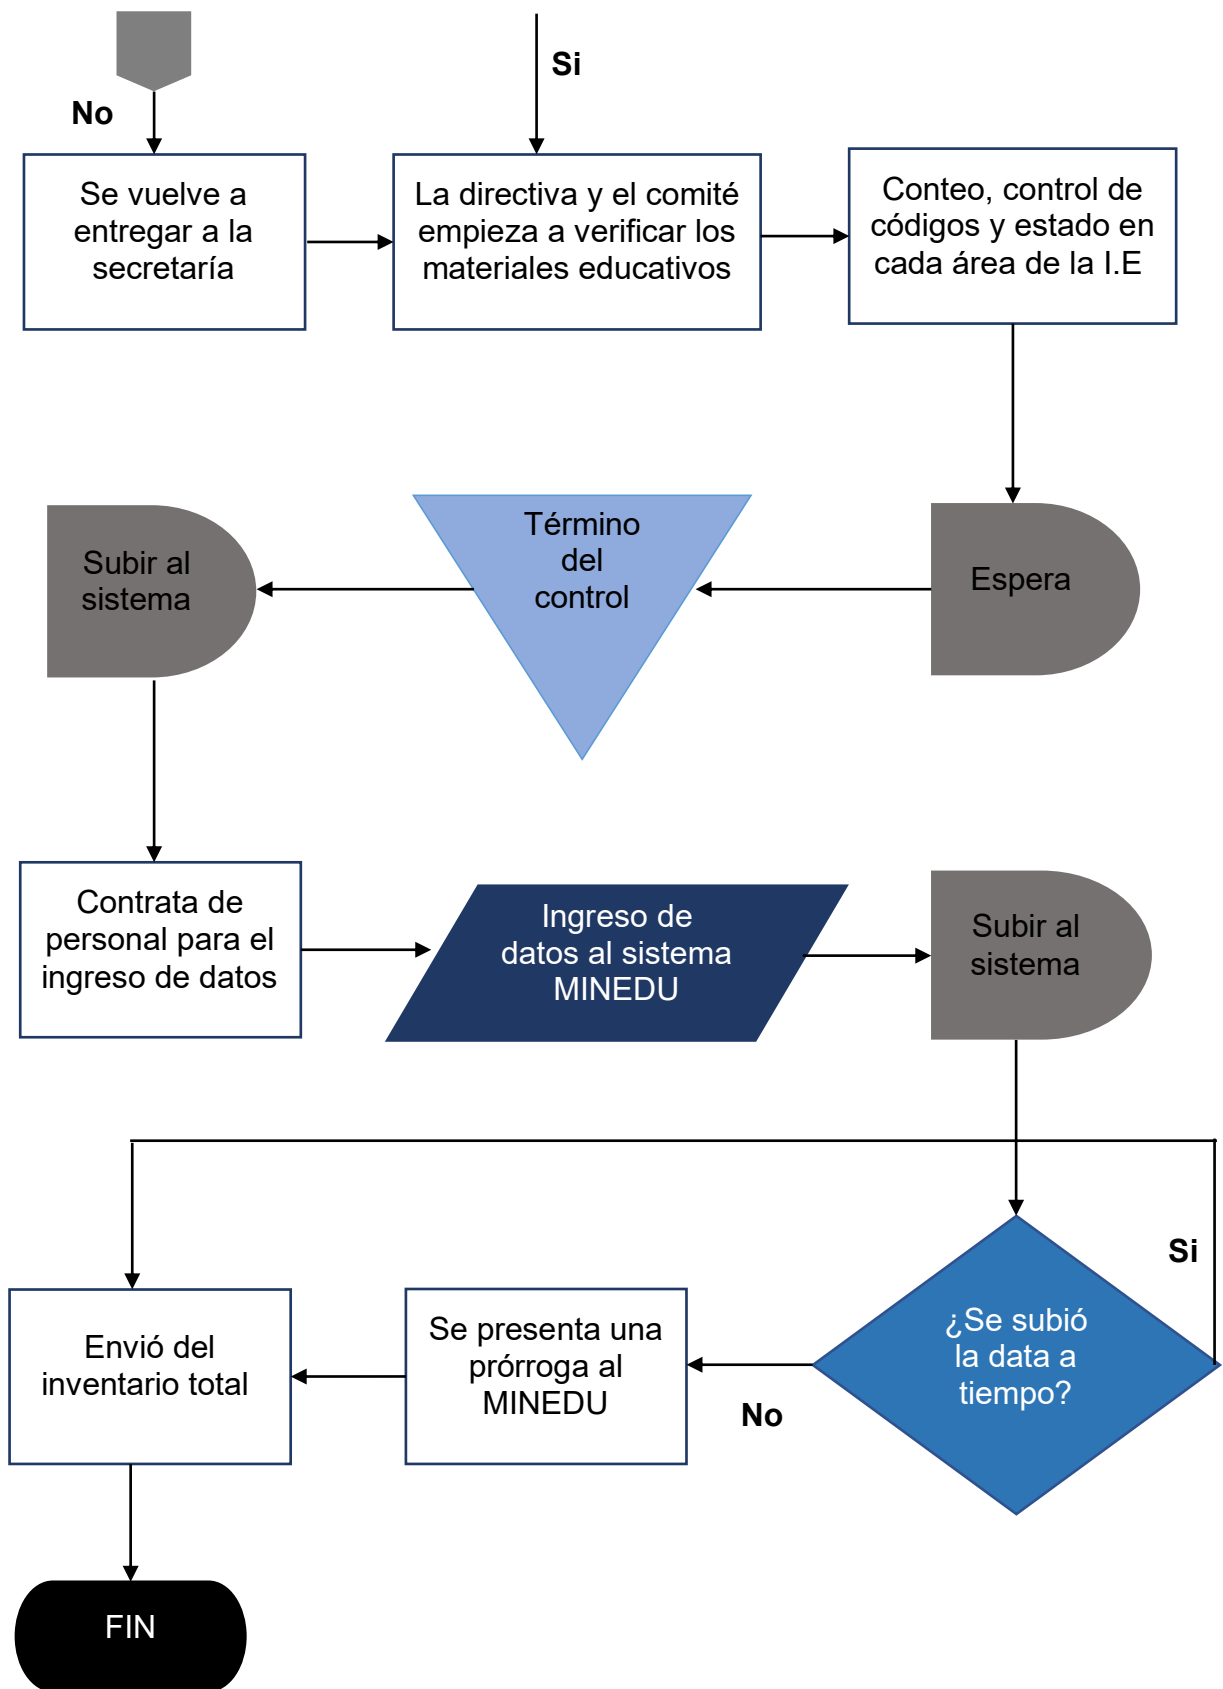 No
Si
Se vuelve a
entregar a la
secretaría
La directiva y el comité
empieza a verificar los
materiales educativos
Conteo, control de
códigos y estado en
cada área de la I.E
Espera
Término
del
control
Subir al
sistema
Contrata de
personal para el
ingreso de datos
Ingreso de
datos al sistema
MINEDU
Subir al
sistema
Si
¿Se subió
la data a
tiempo?
No
Se presenta una
prórroga al
MINEDU
Envió del
inventario total
FIN